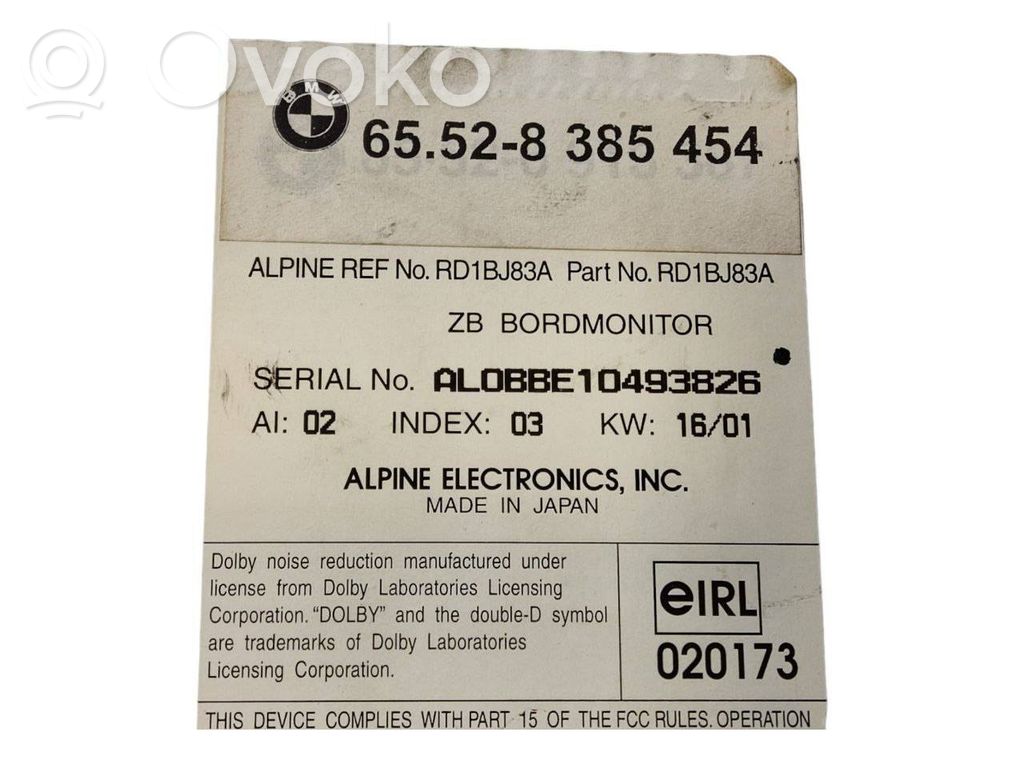 Ovoko
BMW
65.52-8 385 454
ALPINE REF No. RD1BJ83A Part No. RD1BJ83A
ZB BORDMONITOR
SERIAL No. AL0BBE10493826
AI: 02 INDEX: 03 KW: 16/01
ALPINE ELECTRONICS, INC.
MADE IN JAPAN
Dolby noise reduction manufactured under
license from Dolby Laboratories Licensing
Corporation. “DOLBY” and the double-D symbol
are trademarks of Dolby Laboratories
Licensing Corporation.
eIRL
020173
THIS DEVICE COMPLIES WITH PART 15 OF THE FCC RULES. OPERATION